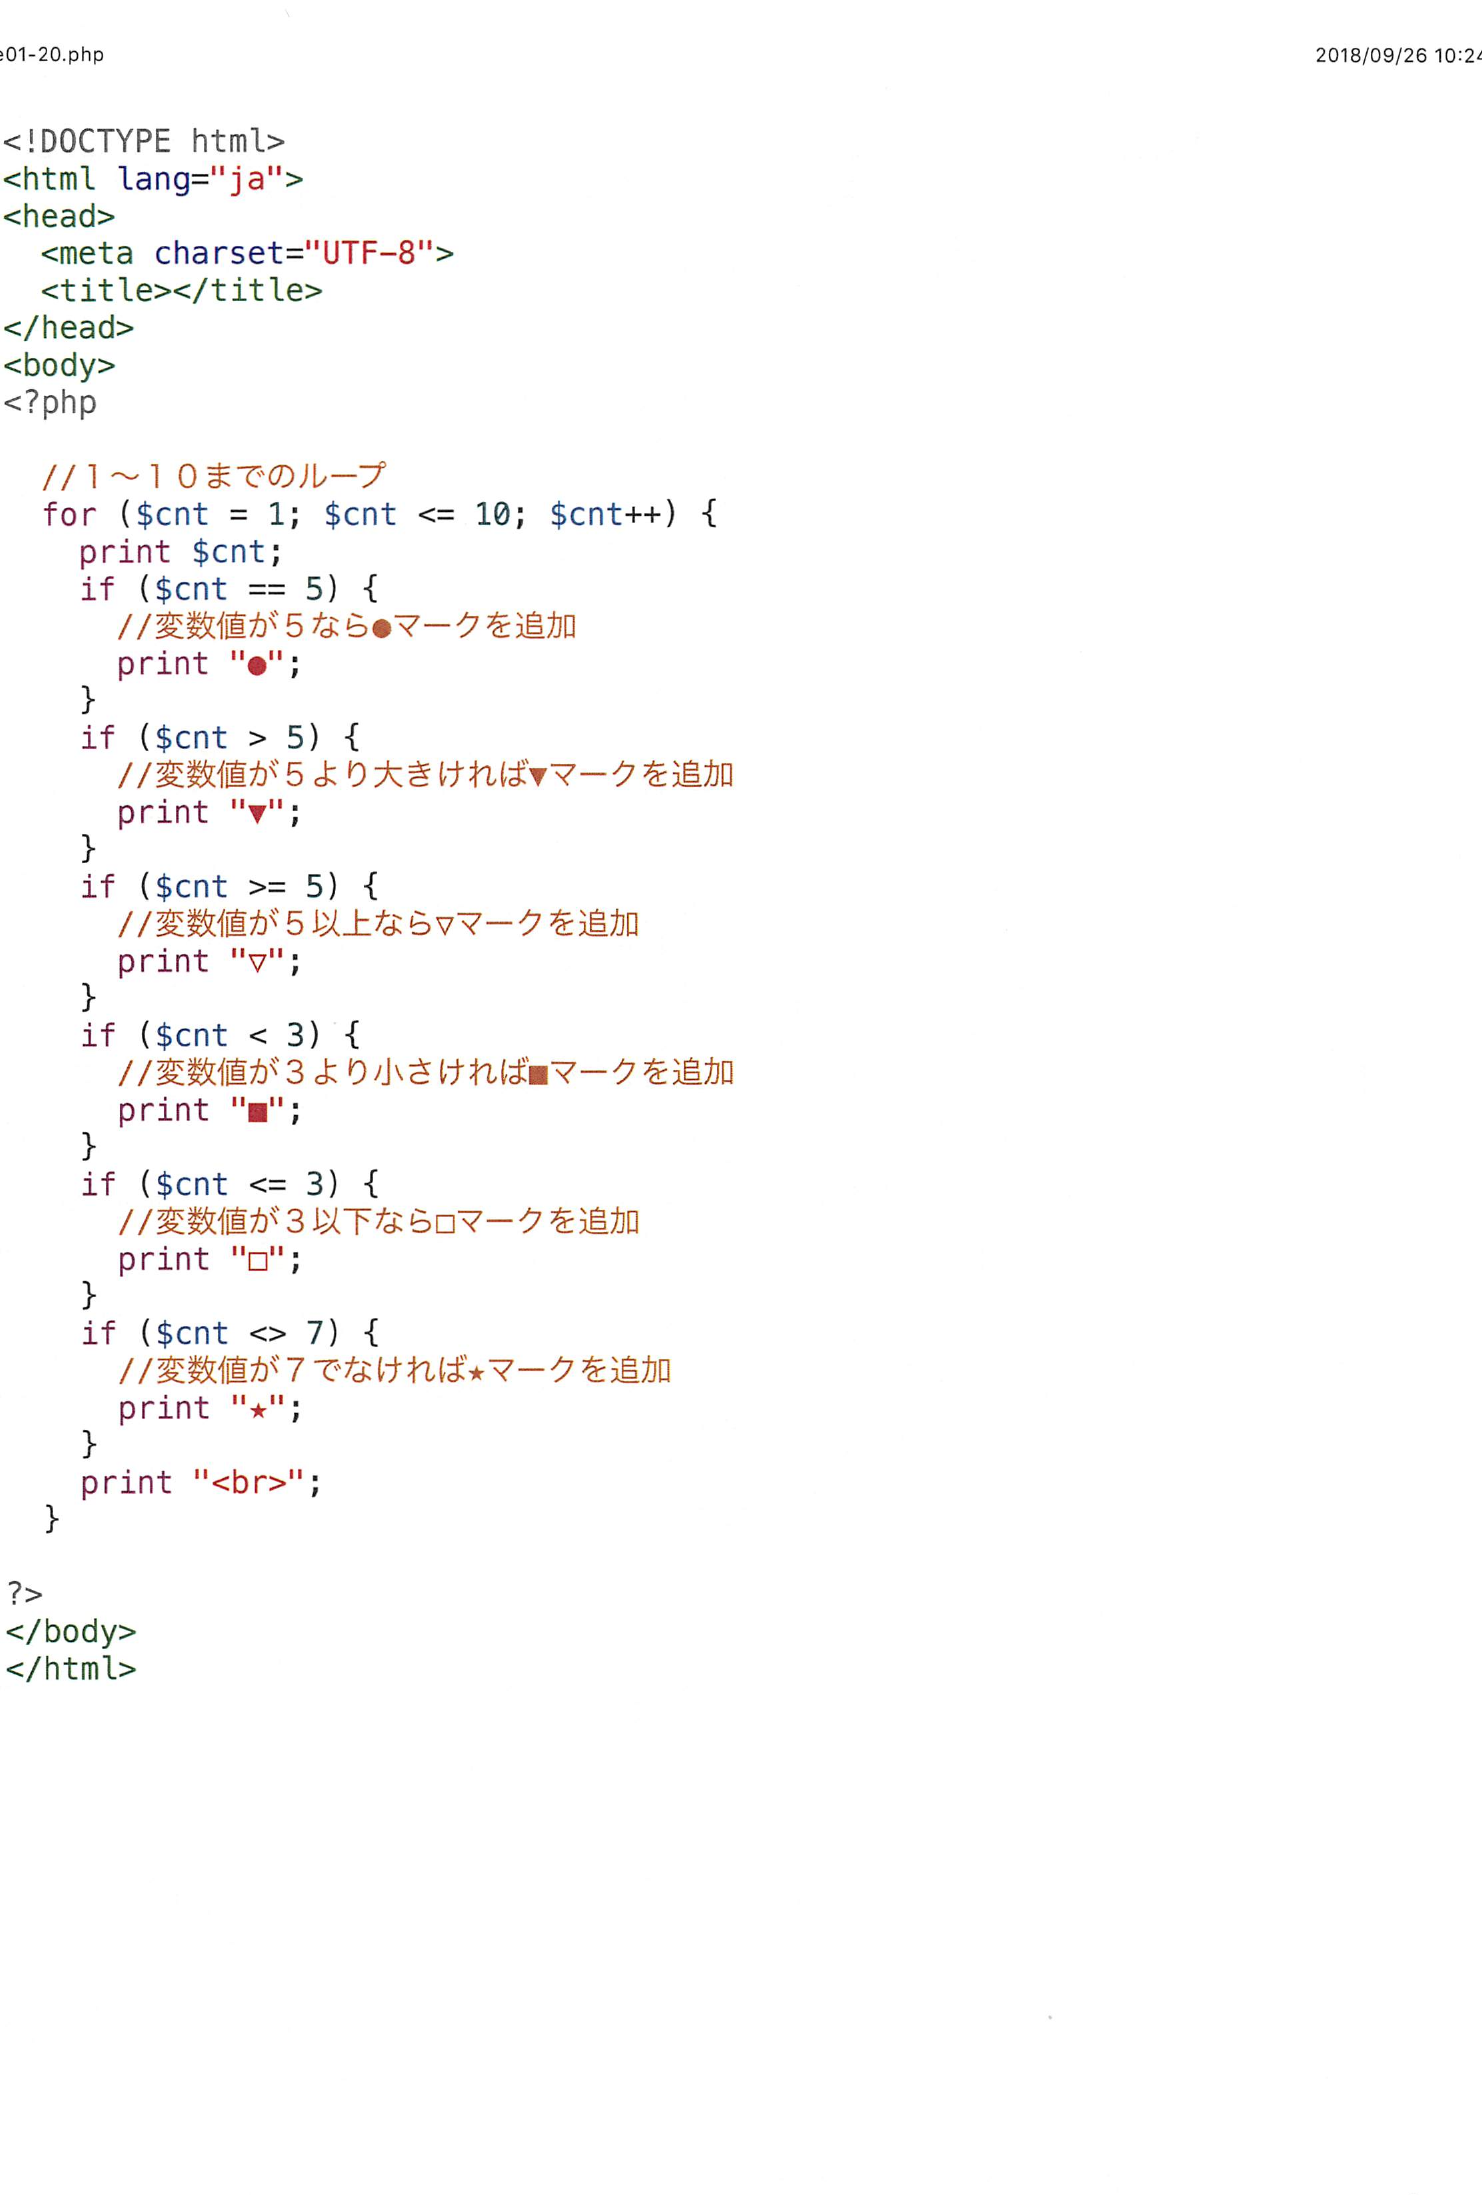 e01-20.php
2018/09/26 10:24
<!DOCTYPE html>
<html lang="ja">
<head>
  <meta charset="UTF-8">
  <title></title>
</head>
<body>
<?php

  //１～１０までのループ
  for ($cnt = 1; $cnt <= 10; $cnt++) {
    print $cnt;
    if ($cnt == 5) {
      //変数値が５なら●マークを追加
      print "●";
    }
    if ($cnt > 5) {
      //変数値が５より大きければ▼マークを追加
      print "▼";
    }
    if ($cnt >= 5) {
      //変数値が５以上なら▽マークを追加
      print "▽";
    }
    if ($cnt < 3) {
      //変数値が３より小さければ■マークを追加
      print "■";
    }
    if ($cnt <= 3) {
      //変数値が３以下なら□マークを追加
      print "□";
    }
    if ($cnt <> 7) {
      //変数値が７でなければ★マークを追加
      print "★";
    }
    print "<br>";
  }

?>
</body>
</html>